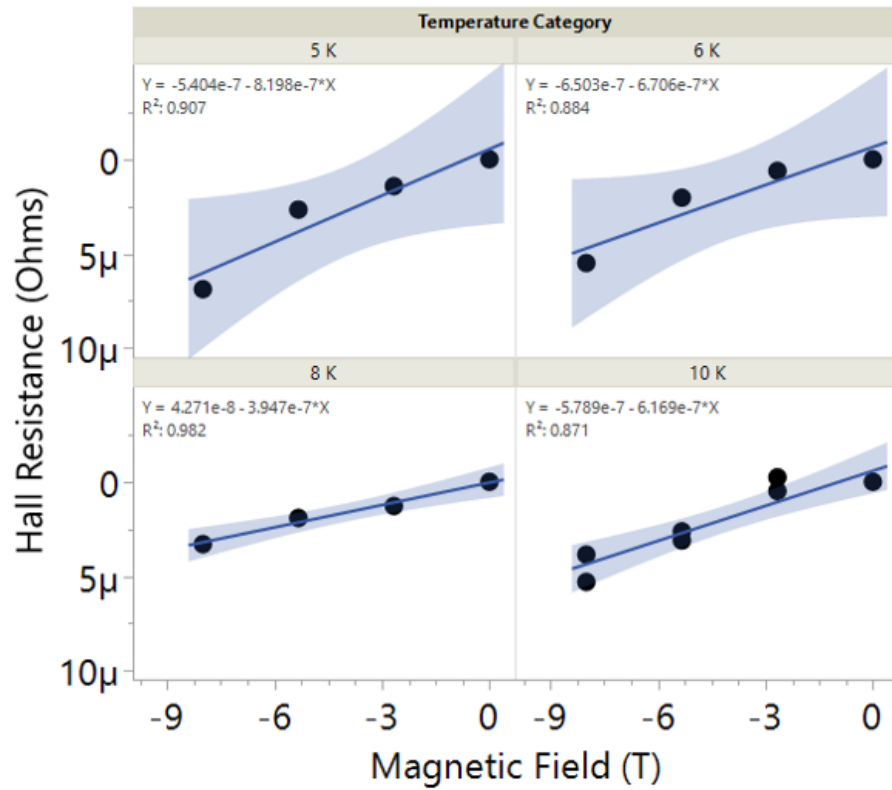 Temperature Category
5 K
6 K
Y = -5.404e-7 - 8.198e-7*X
R²: 0.907
Y = -6.503e-7 - 6.706e-7*X
R²: 0.884
0
5µ
10µ
8 K
10 K
Y = 4.271e-8 - 3.947e-7*X
R²: 0.982
Y = -5.789e-7 - 6.169e-7*X
R²: 0.871
0
5µ
10µ
Hall Resistance (Ohms)
-9 -6 -3 0 -9 -6 -3 0
Magnetic Field (T)